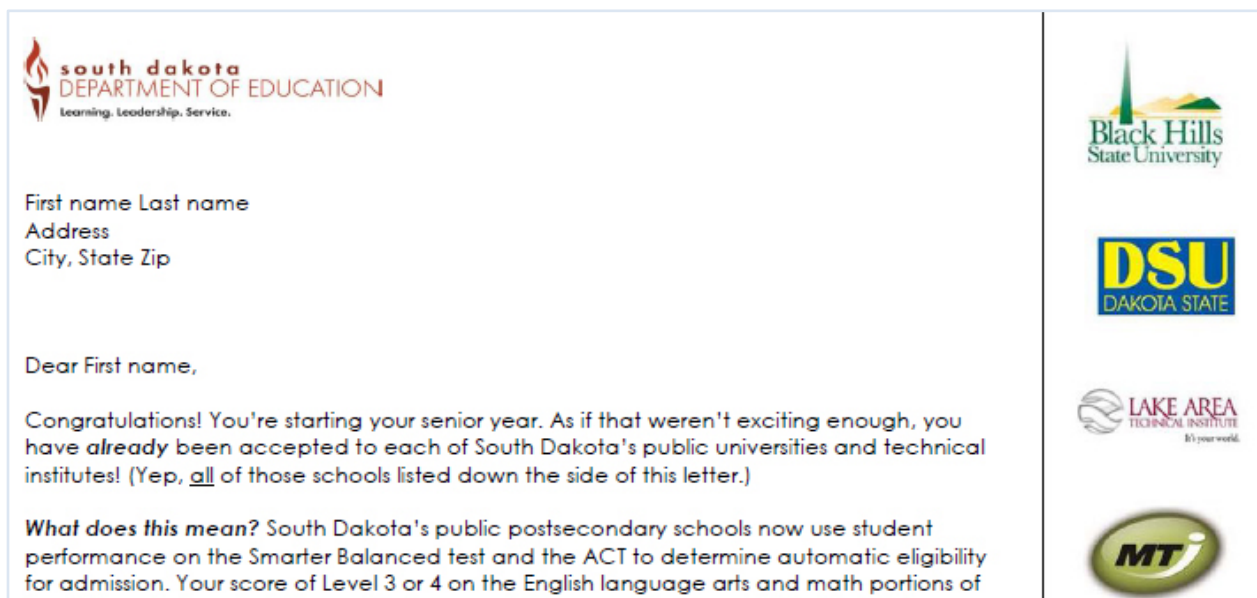 south dakota
DEPARTMENT OF EDUCATION
Learning. Leadership. Service.
First name Last name
Address
City, State Zip
Dear First name,
Congratulations! You're starting your senior year. As if that weren't exciting enough, you
have already been accepted to each of South Dakota's public universities and technical
institutes! (Yep, all of those schools listed down the side of this letter.)
What does this mean? South Dakota's public postsecondary schools now use student
performance on the Smarter Balanced test and the ACT to determine automatic eligibility
for admission. Your score of Level 3 or 4 on the English language arts and math portions of
Black Hills
State University
DSU
DAKOTA STATE
LAKE AREA
TECHNICAL INSTITUTE
It's your world.
MTI